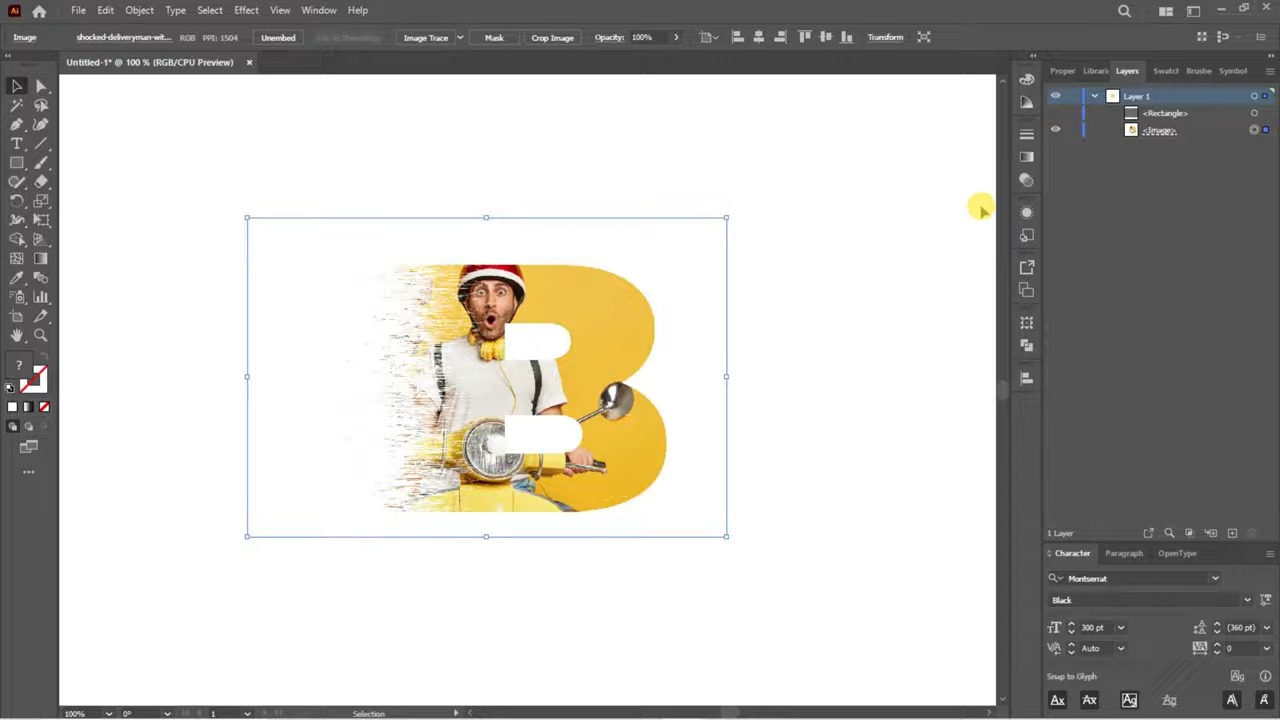 Ai File Edit Object Type Select Effect View Window Help
Image shocked-deliveryman-wit... RGB PPI: 1504 Unembed Image Trace Mask Crop Image Opacity: 100% Transform
Untitled-1* @ 100 % (RGB/CPU Preview) ×
Proper Librari Layers Swatch Brushe Symbol
Layer 1
<Rectangle>
<Image>
?
1 Layer
Character Paragraph OpenType
Montserrat
Black
300 pt (360 pt)
Auto 0
Snap to Glyph
100% 0° 1 Selection